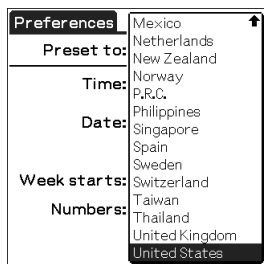 Preferences
Preset to:
Time:
Date:
Week starts:
Numbers:
Mexico
Netherlands
New Zealand
Norway
P.R.C.
Philippines
Singapore
Spain
Sweden
Switzerland
Taiwan
Thailand
United Kingdom
United States